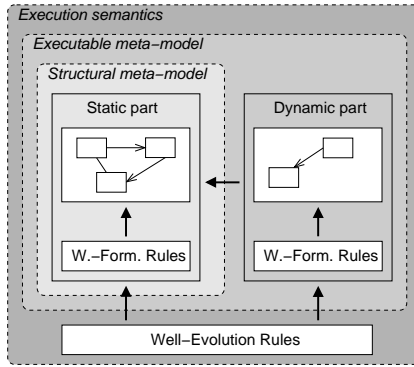 Execution semantics
Executable meta−model
Structural meta−model
Static part
Dynamic part
W.−Form. Rules
W.−Form. Rules
Well−Evolution Rules